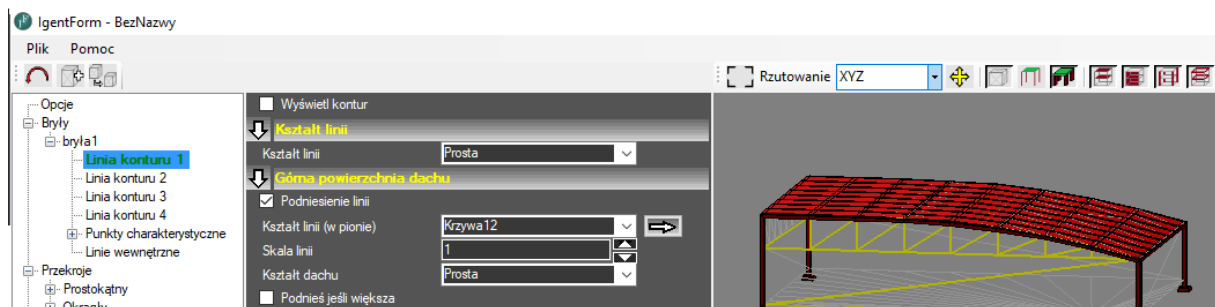 IgentForm - BezNazwy
Plik Pomoc
Rzutowanie XYZ
Opcje
Bryły
bryła1
Linia konturu 1
Linia konturu 2
Linia konturu 3
Linia konturu 4
Punkty charakterystyczne
Linie wewnętrzne
Przekroje
Prostokątny
Okrągły
Wyświetl kontur
Kształt linii
Kształt linii Prosta
Górna powierzchnia dachu
Podniesienie linii
Kształt linii (w pionie) Krzywa12
Skala linii 1
Kształt dachu Prosta
Podnieś jeśli większa